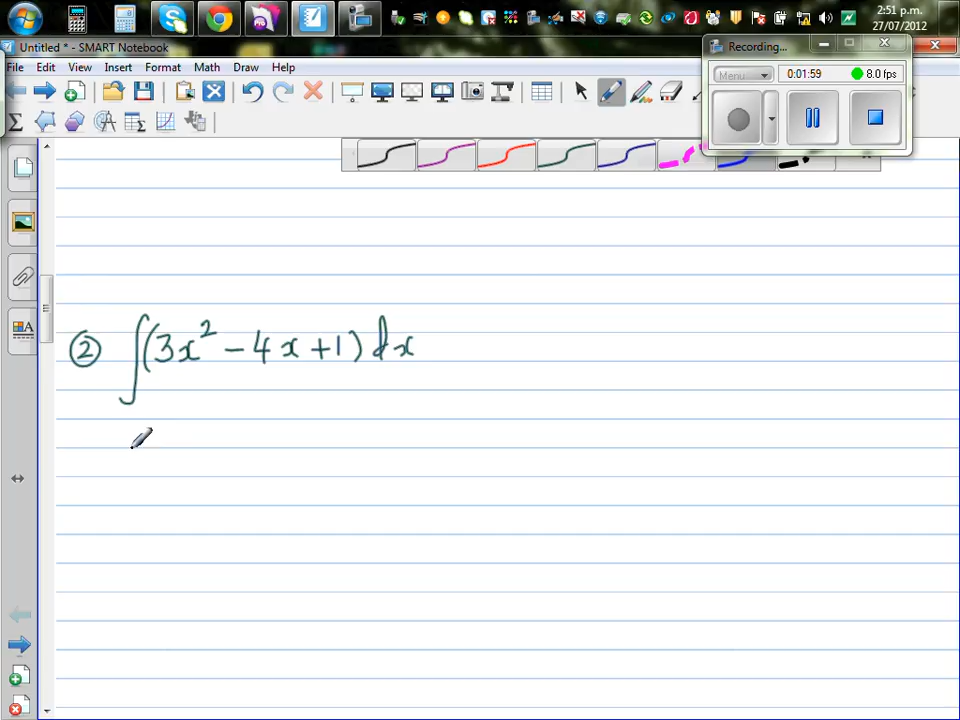 2:51 p.m.
27/07/2012
Untitled * - SMART Notebook
Recording...
File Edit View Insert Format Math Draw Help
Menu 0:01:59 8.0 fps
② ∫(3x² - 4x + 1) dx